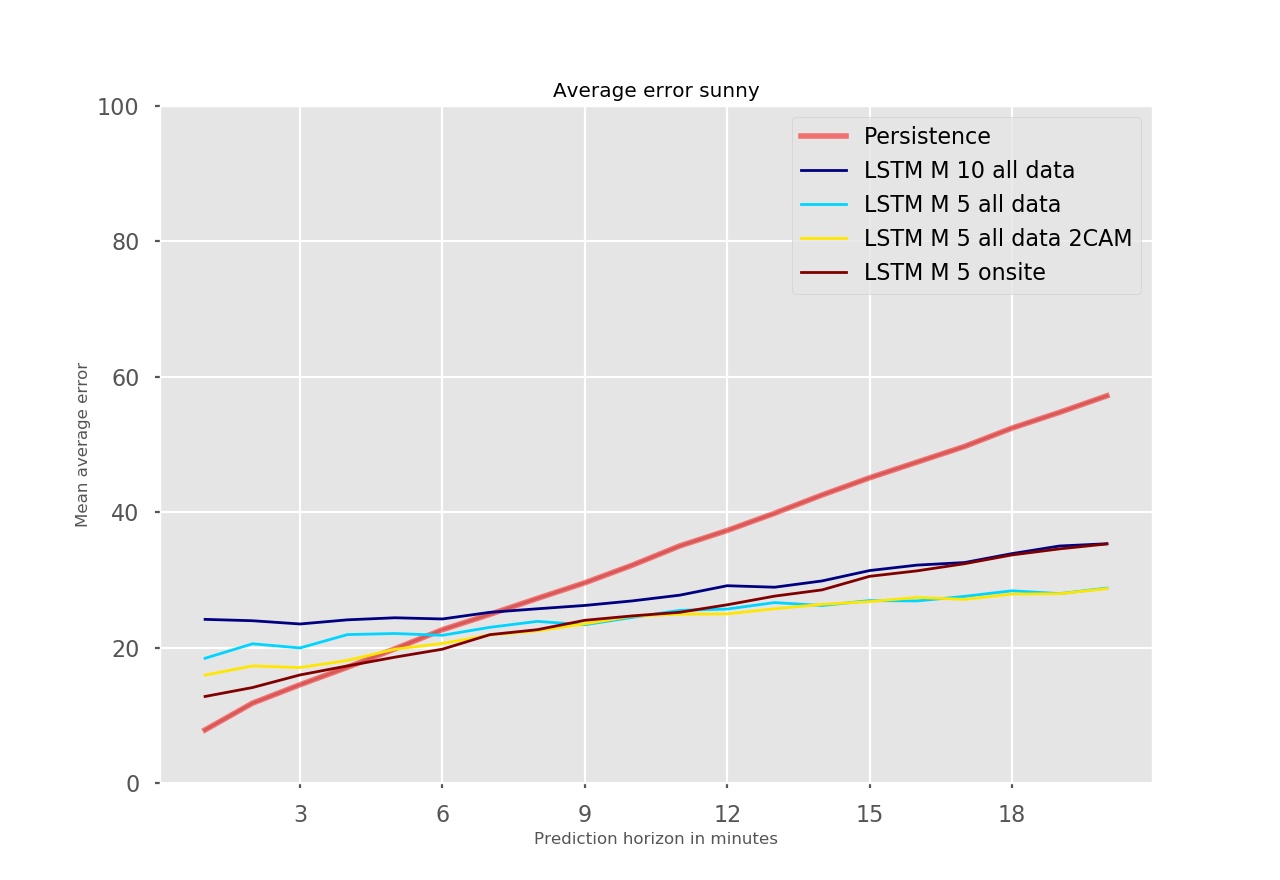 Average error sunny
100
80
60
40
20
0
Mean average error
Persistence
LSTM M 10 all data
LSTM M 5 all data
LSTM M 5 all data 2CAM
LSTM M 5 onsite
3 6 9 12 15 18
Prediction horizon in minutes